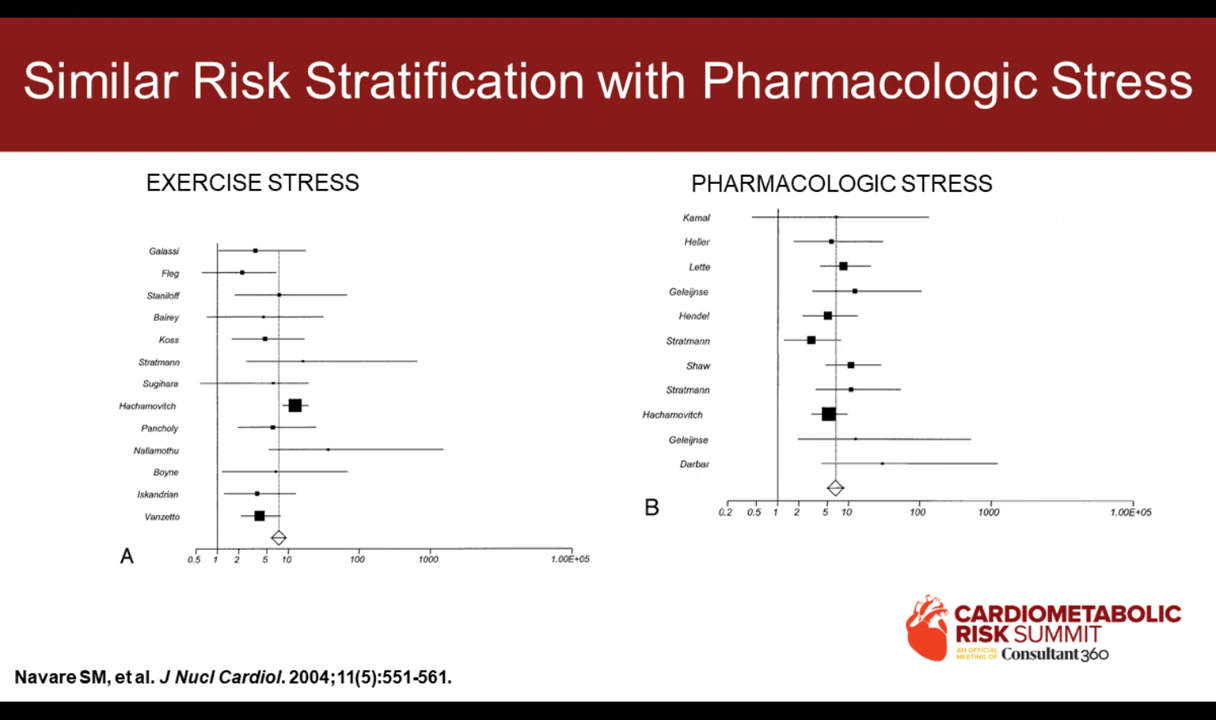 Similar Risk Stratification with Pharmacologic Stress
EXERCISE STRESS
Galassi
Fleg
Staniloff
Bairey
Koss
Stratmann
Sugihara
Hachamovitch
Pancholy
Nallamothu
Boyne
Iskandrian
Vanzetto
A
0.5 1 2 5 10 100 1000 1.00E+05
PHARMACOLOGIC STRESS
Kamal
Heller
Lette
Geleijnse
Hendel
Stratmann
Shaw
Stratmann
Hachamovitch
Geleijnse
Darbar
B
0.2 0.5 1 2 5 10 100 1000 1.00E+05
CARDIOMETABOLIC
RISK SUMMIT
AN OFFICIAL
MEETING OF Consultant360
Navare SM, et al. J Nucl Cardiol. 2004;11(5):551-561.